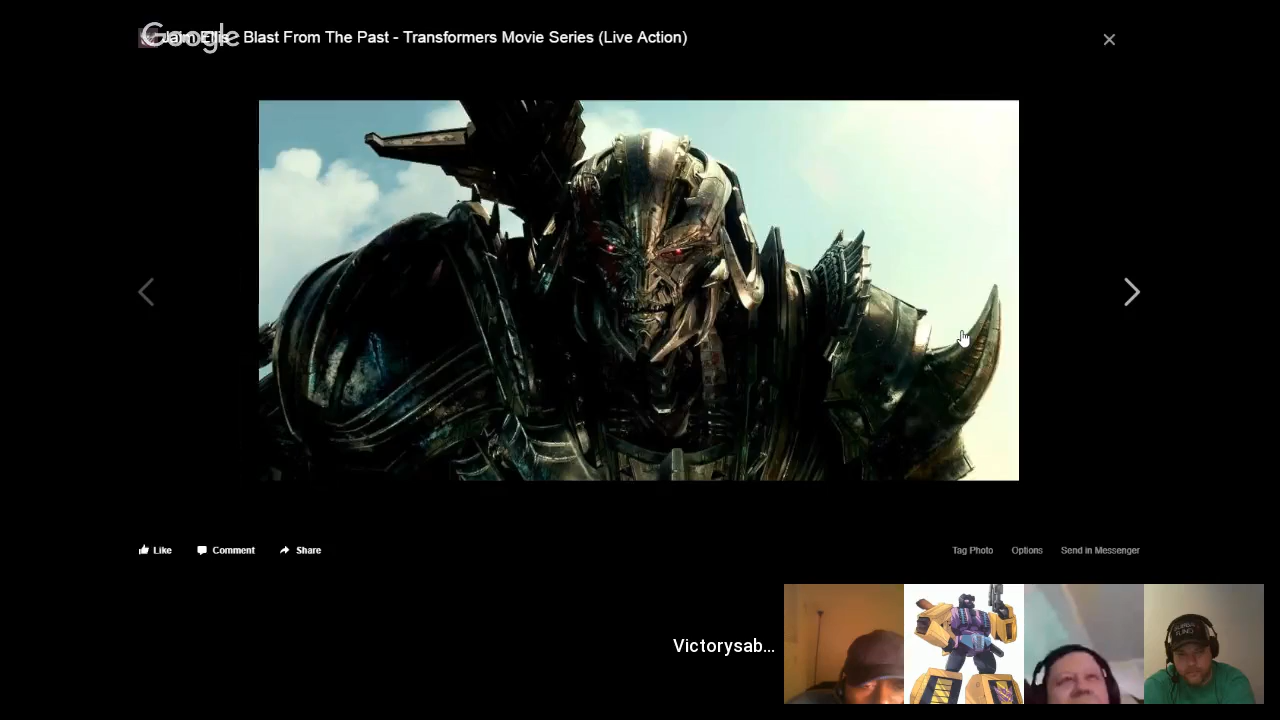 Google
Blast From The Past - Transformers Movie Series (Live Action)
Like Comment Share
Tag Photo Options Send in Messenger
Victorysab...